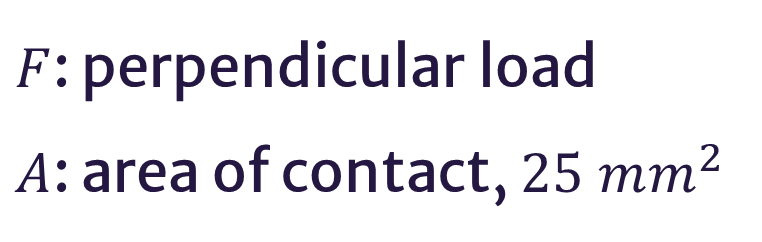 F: perpendicular load
A: area of contact, 25 mm²